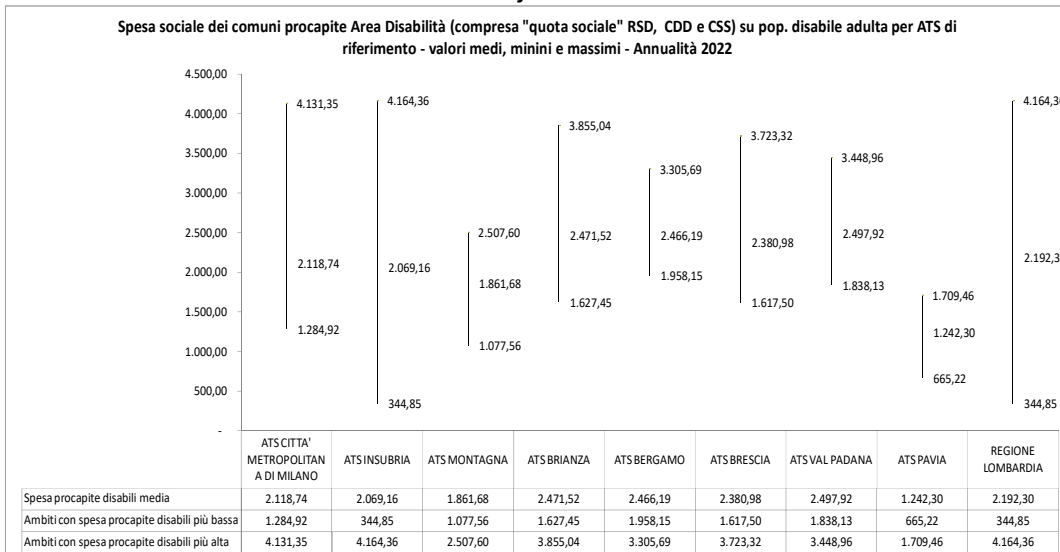 Spesa sociale dei comuni procapite Area Disabilità (compresa "quota sociale" RSD, CDD e CSS) su pop. disabile adulta per ATS di
riferimento - valori medi, minini e massimi - Annualità 2022
4.500,00
4.000,00
3.500,00
3.000,00
2.500,00
2.000,00
1.500,00
1.000,00
500,00
-
4.131,35
2.118,74
1.284,92
4.164,36
2.069,16
344,85
2.507,60
1.861,68
1.077,56
3.855,04
2.471,52
1.627,45
3.305,69
2.466,19
1.958,15
3.723,32
2.380,98
1.617,50
3.448,96
2.497,92
1.838,13
1.709,46
1.242,30
665,22
4.164,3
2.192,3
344,85
ATS CITTA'
METROPOLITAN
A DI MILANO
ATS INSUBRIA
ATS MONTAGNA
ATS BRIANZA
ATS BERGAMO
ATS BRESCIA
ATS VAL PADANA
ATS PAVIA
REGIONE
LOMBARDIA
Spesa procapite disabili media 2.118,74 2.069,16 1.861,68 2.471,52 2.466,19 2.380,98 2.497,92 1.242,30 2.192,30
Ambiti con spesa procapite disabili più bassa 1.284,92 344,85 1.077,56 1.627,45 1.958,15 1.617,50 1.838,13 665,22 344,85
Ambiti con spesa procapite disabili più alta 4.131,35 4.164,36 2.507,60 3.855,04 3.305,69 3.723,32 3.448,96 1.709,46 4.164,36